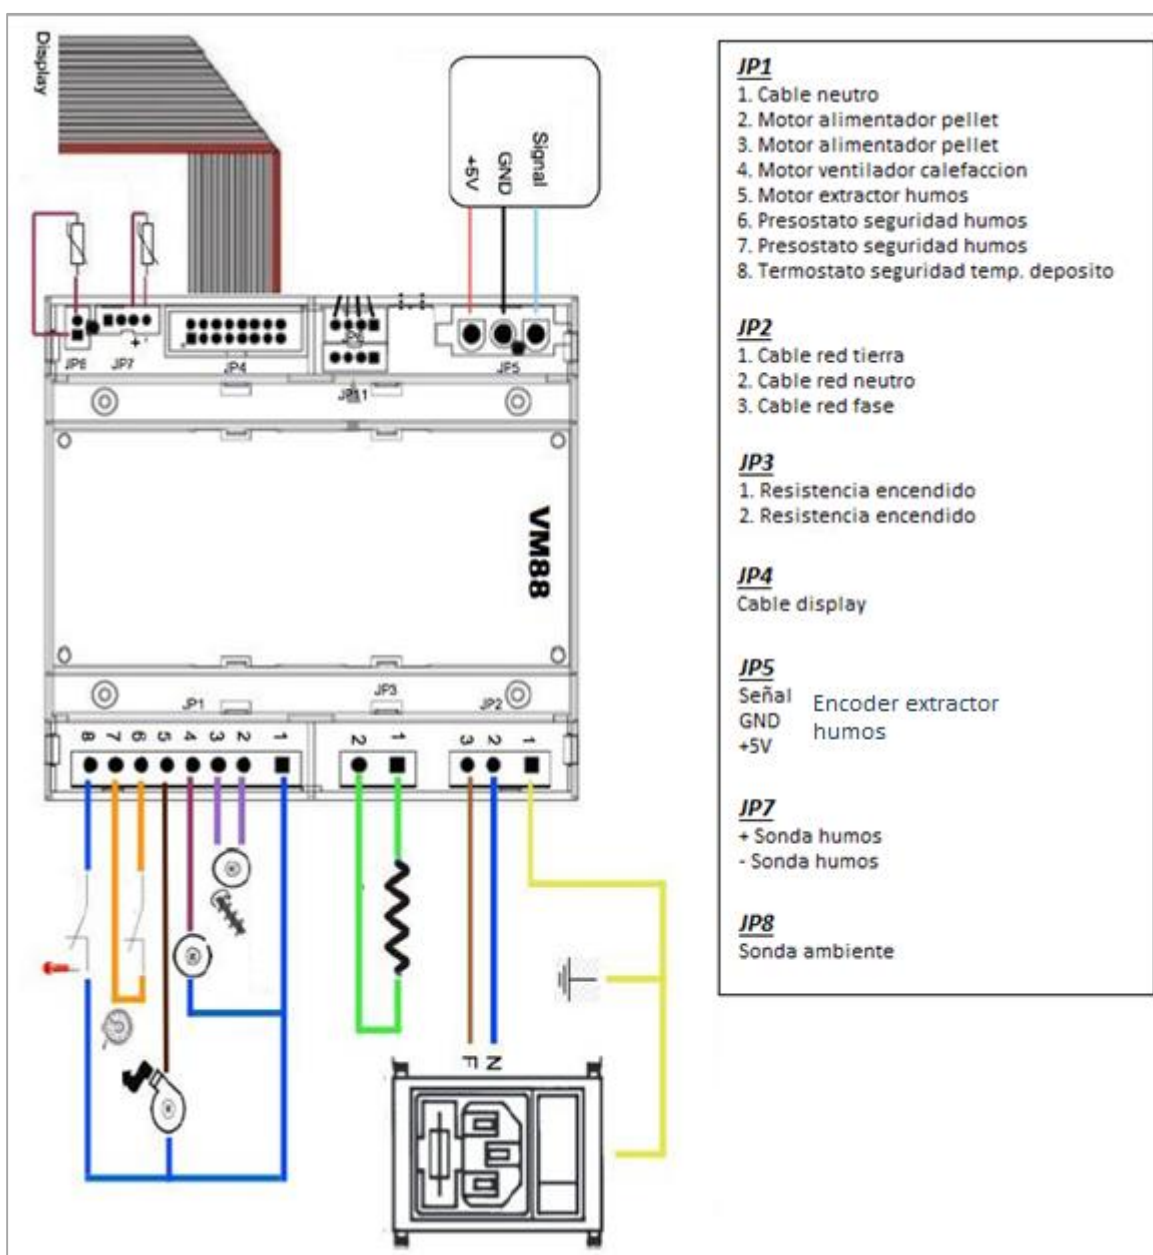 Display
+5V
GND
Signal
JP6
JP7
JP4
JP11
JP5
VM88
JP1
JP3
JP2
8 7 6 5 4 3 2 1
2 1
3 2 1
F N
JP1
1. Cable neutro
2. Motor alimentador pellet
3. Motor alimentador pellet
4. Motor ventilador calefaccion
5. Motor extractor humos
6. Presostato seguridad humos
7. Presostato seguridad humos
8. Termostato seguridad temp. deposito
JP2
1. Cable red tierra
2. Cable red neutro
3. Cable red fase
JP3
1. Resistencia encendido
2. Resistencia encendido
JP4
Cable display
JP5
Señal
GND
+5V
Encoder extractor
humos
JP7
+ Sonda humos
- Sonda humos
JP8
Sonda ambiente